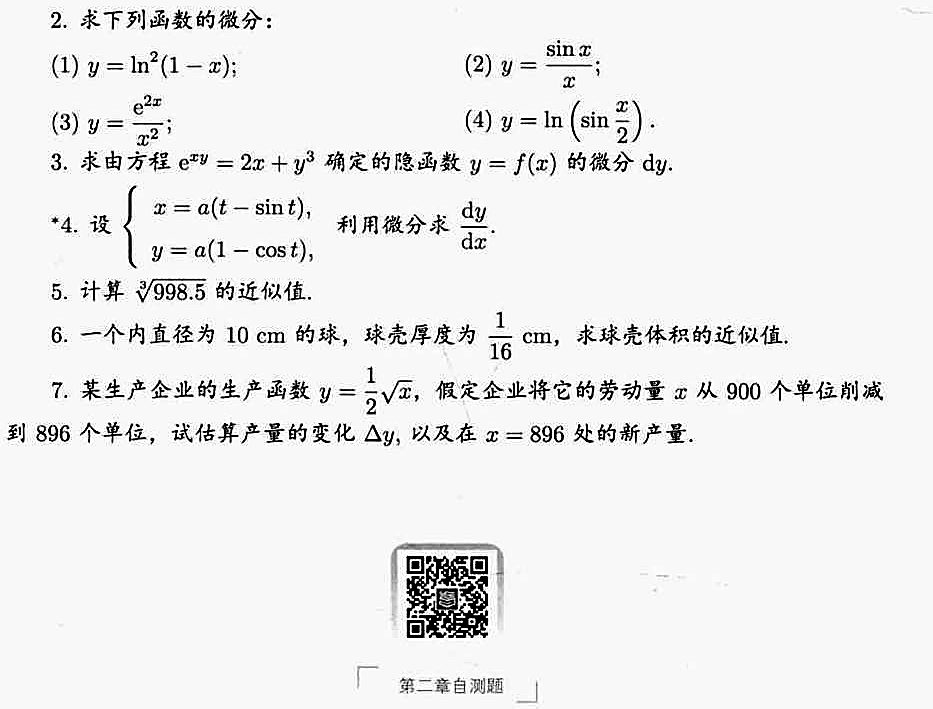 2. 求下列函数的微分:
(1) y = ln²(1 − x); (2) y = \frac{sin x}{x};
(3) y = \frac{e^{2x}}{x²}; (4) y = ln(sin \frac{x}{2}).
3. 求由方程 e^{xy} = 2x + y³ 确定的隐函数 y = f(x) 的微分 dy.
*4. 设 { x = a(t − sin t), y = a(1 − cos t), 利用微分求 \frac{dy}{dx}.
5. 计算 ∛998.5 的近似值.
6. 一个内直径为 10 cm 的球, 球壳厚度为 \frac{1}{16} cm, 求球壳体积的近似值.
7. 某生产企业的生产函数 y = \frac{1}{2}√x, 假定企业将它的劳动量 x 从 900 个单位削减
到 896 个单位, 试估算产量的变化 Δy, 以及在 x = 896 处的新产量.
第二章自测题